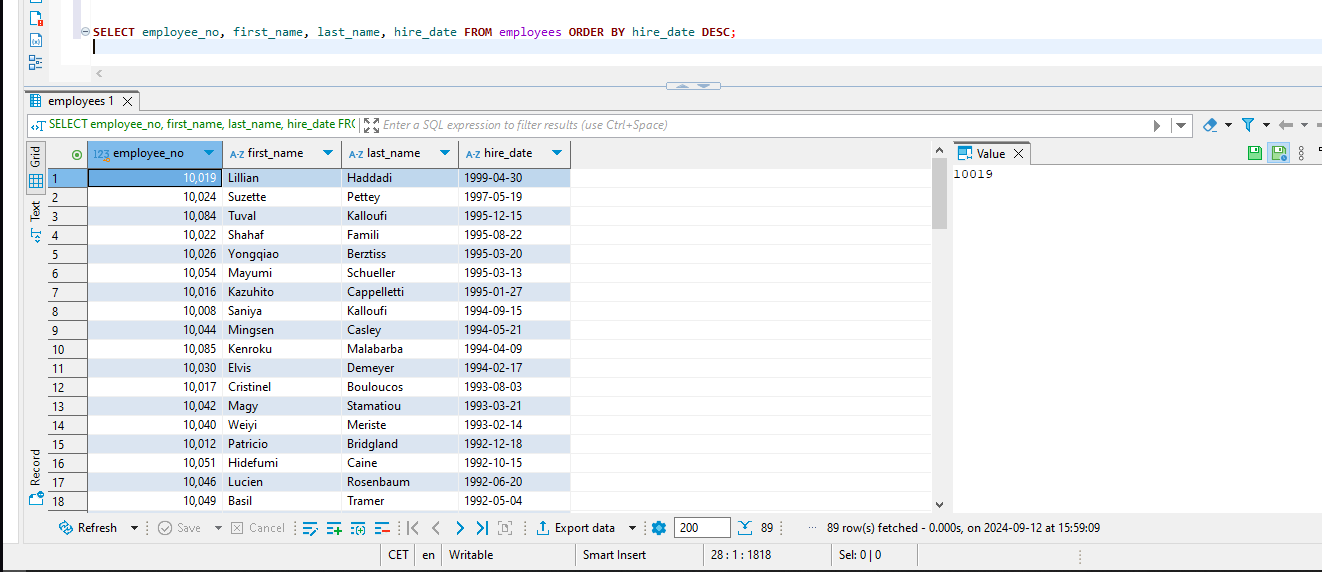 SELECT employee_no, first_name, last_name, hire_date FROM employees ORDER BY hire_date DESC;
employees 1
SELECT employee_no, first_name, last_name, hire_date FR
Enter a SQL expression to filter results (use Ctrl+Space)
Grid
Text
Record
123 employee_no A-Z first_name A-Z last_name A-Z hire_date
1 10,019 Lillian Haddadi 1999-04-30
2 10,024 Suzette Pettey 1997-05-19
3 10,084 Tuval Kalloufi 1995-12-15
4 10,022 Shahaf Famili 1995-08-22
5 10,026 Yongqiao Berztiss 1995-03-20
6 10,054 Mayumi Schueller 1995-03-13
7 10,016 Kazuhito Cappelletti 1995-01-27
8 10,008 Saniya Kalloufi 1994-09-15
9 10,044 Mingsen Casley 1994-05-21
10 10,085 Kenroku Malabarba 1994-04-09
11 10,030 Elvis Demeyer 1994-02-17
12 10,017 Cristinel Bouloucos 1993-08-03
13 10,042 Magy Stamatiou 1993-03-21
14 10,040 Weiyi Meriste 1993-02-14
15 10,012 Patricio Bridgland 1992-12-18
16 10,051 Hidefumi Caine 1992-10-15
17 10,046 Lucien Rosenbaum 1992-06-20
18 10,049 Basil Tramer 1992-05-04
Value
10019
Refresh Save Cancel Export data 200 89 89 row(s) fetched - 0.000s, on 2024-09-12 at 15:59:09
CET en Writable Smart Insert 28 : 1 : 1818 Sel: 0 | 0